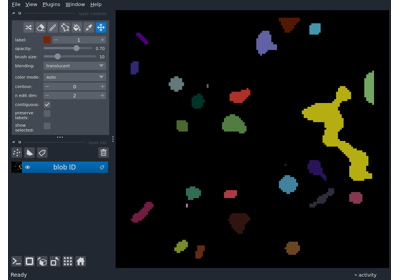 File View Plugins Window Help
label: 1
opacity: 0.70
brush size: 10
blending: translucent
color mode: auto
contour: 0
n edit dim: 2
contiguous:
preserve labels:
show selected:
blob ID
Ready
activity